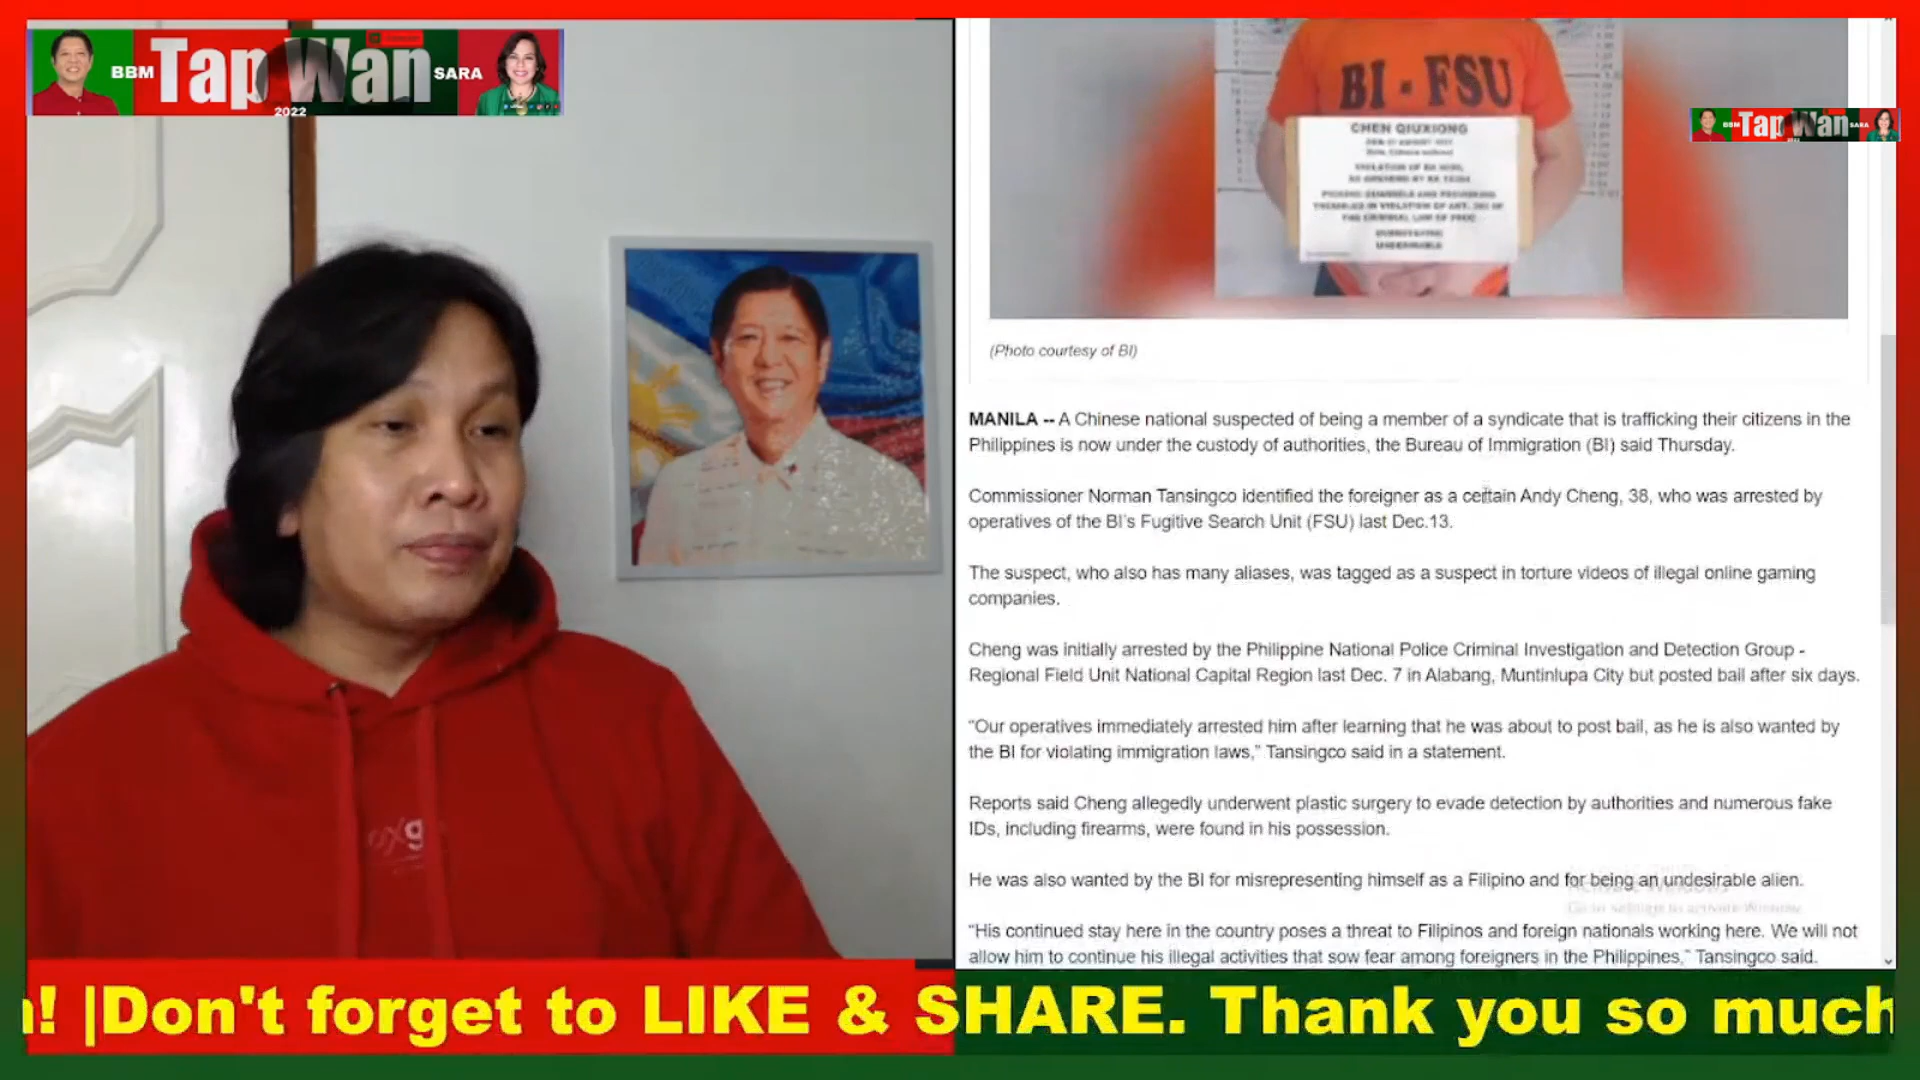 BBM Tap Wan SARA
2022
BI - FSU
CHEN QIUXIONG
BBM Tap Wan SARA
(Photo courtesy of BI)
MANILA -- A Chinese national suspected of being a member of a syndicate that is trafficking their citizens in the
Philippines is now under the custody of authorities, the Bureau of Immigration (BI) said Thursday.
Commissioner Norman Tansingco identified the foreigner as a certain Andy Cheng, 38, who was arrested by
operatives of the BI's Fugitive Search Unit (FSU) last Dec.13.
The suspect, who also has many aliases, was tagged as a suspect in torture videos of illegal online gaming
companies.
Cheng was initially arrested by the Philippine National Police Criminal Investigation and Detection Group -
Regional Field Unit National Capital Region last Dec. 7 in Alabang, Muntinlupa City but posted bail after six days.
“Our operatives immediately arrested him after learning that he was about to post bail, as he is also wanted by
the BI for violating immigration laws,” Tansingco said in a statement.
Reports said Cheng allegedly underwent plastic surgery to evade detection by authorities and numerous fake
IDs, including firearms, were found in his possession.
He was also wanted by the BI for misrepresenting himself as a Filipino and for being an undesirable alien.
Activate Windows
Go to Settings to activate Windows.
“His continued stay here in the country poses a threat to Filipinos and foreign nationals working here. We will not
allow him to continue his illegal activities that sow fear among foreigners in the Philippines,” Tansingco said.
! |Don't forget to LIKE & SHARE. Thank you so much